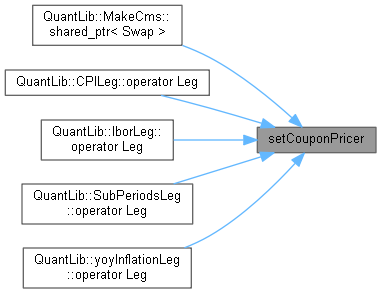 QuantLib::MakeCms::
shared_ptr< Swap >
QuantLib::CPILeg::operator Leg
QuantLib::IborLeg::
operator Leg
setCouponPricer
QuantLib::SubPeriodsLeg
::operator Leg
QuantLib::yoyInflationLeg
::operator Leg